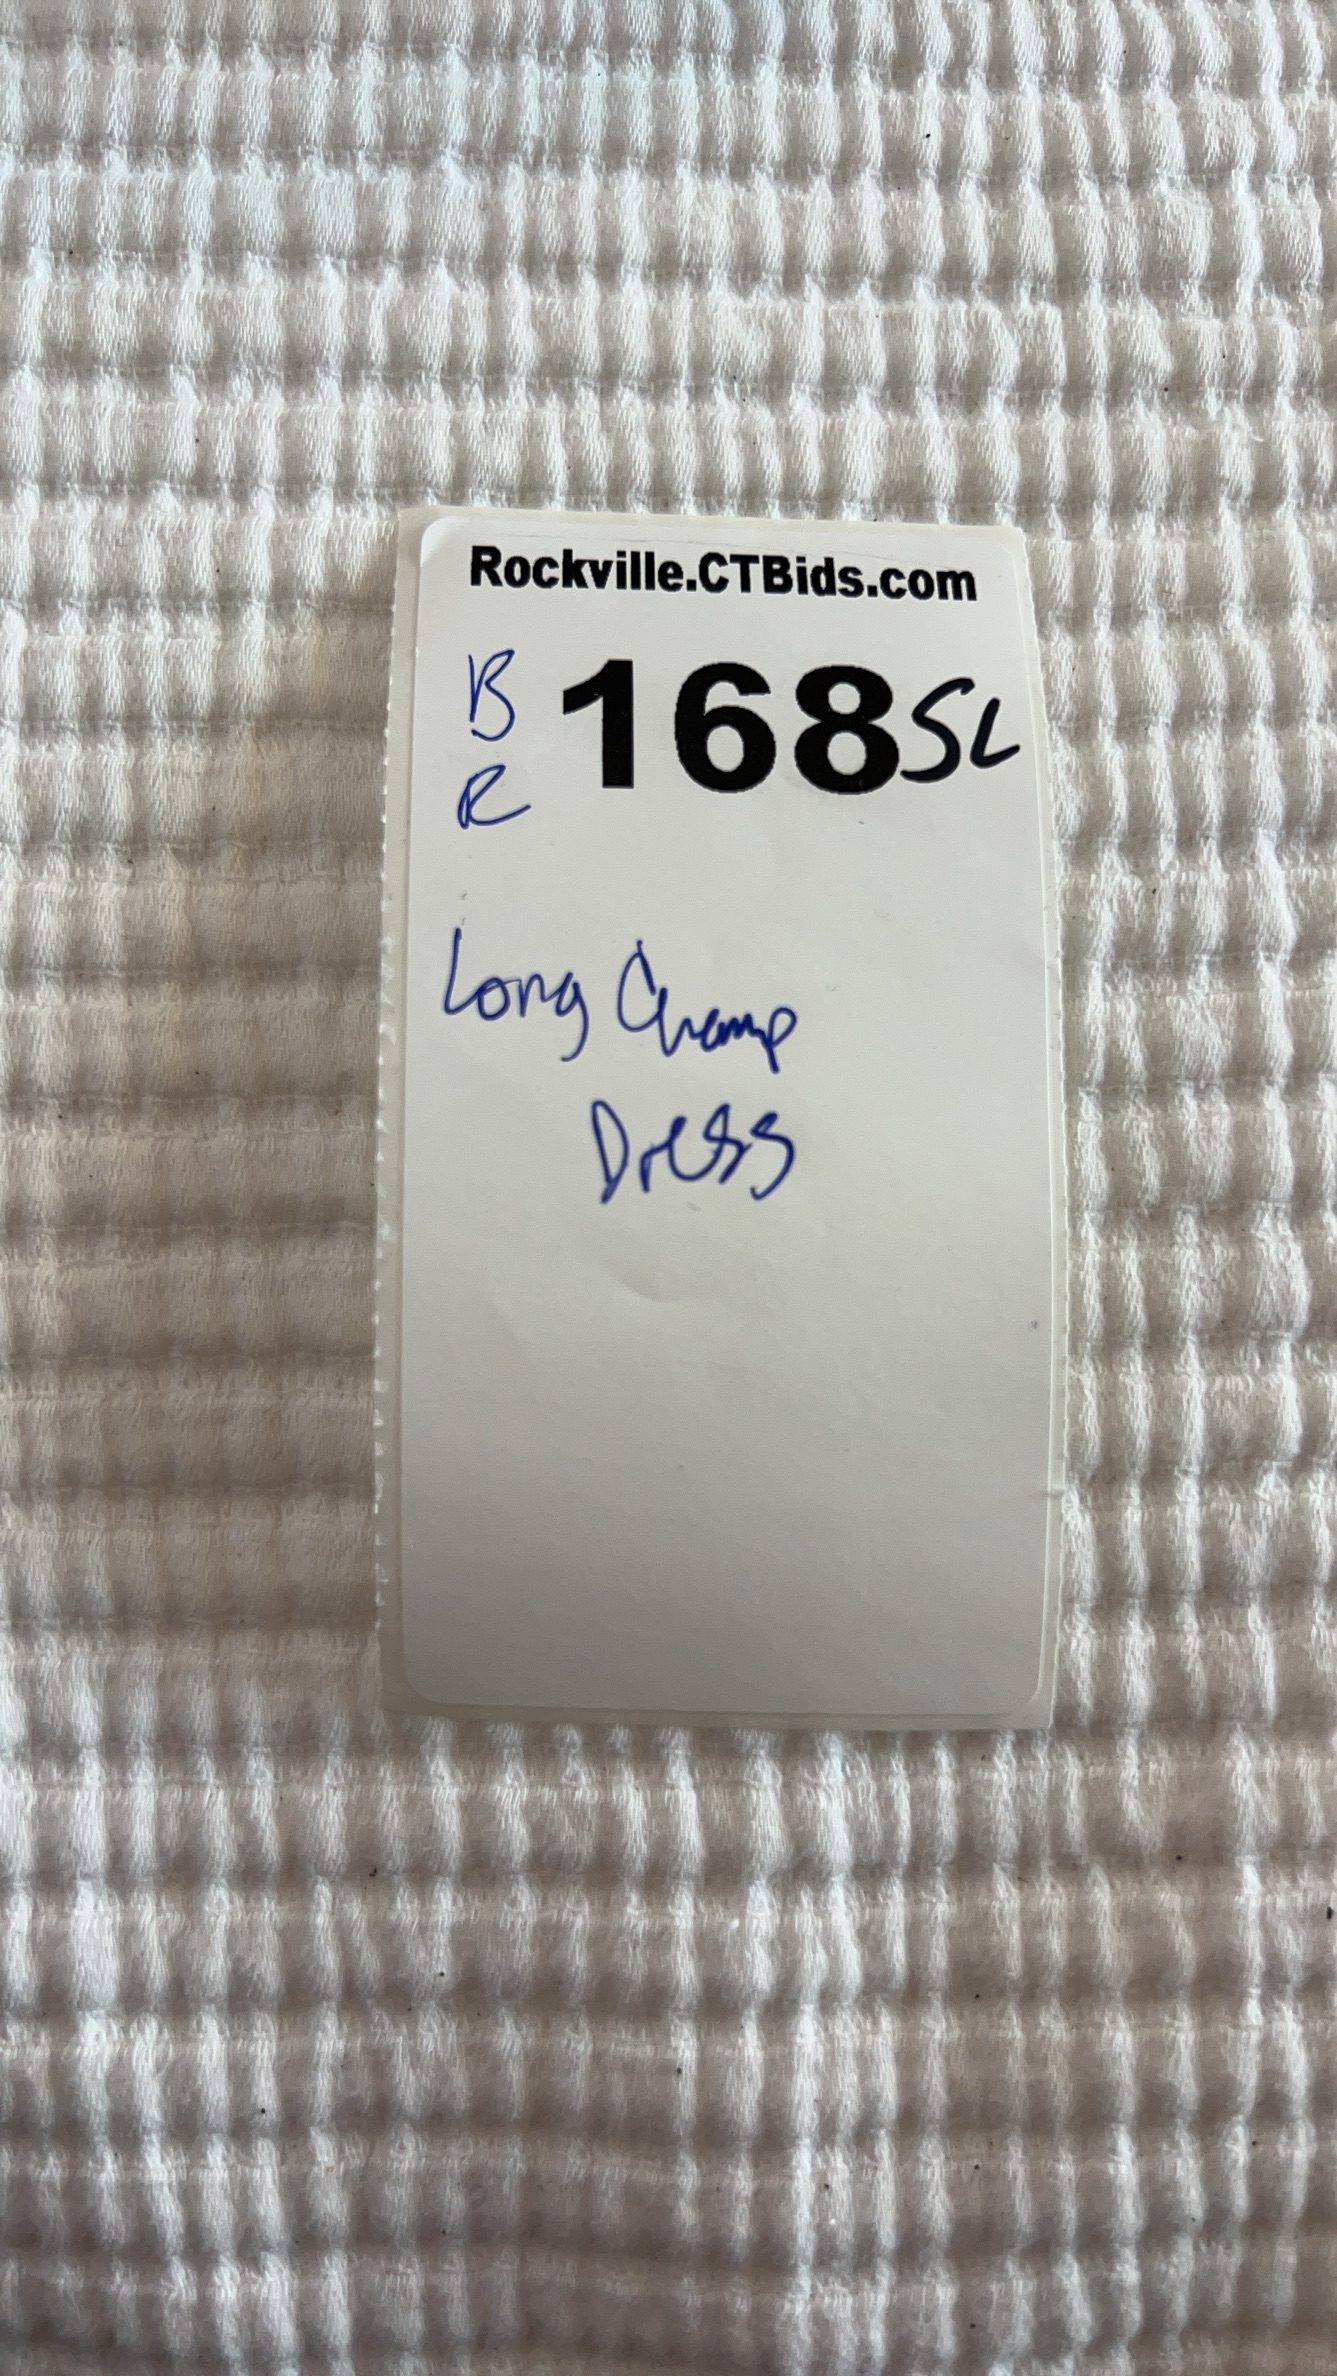 Rockville.CTBids.com
B 168 SL
R
Long Champ
Dress